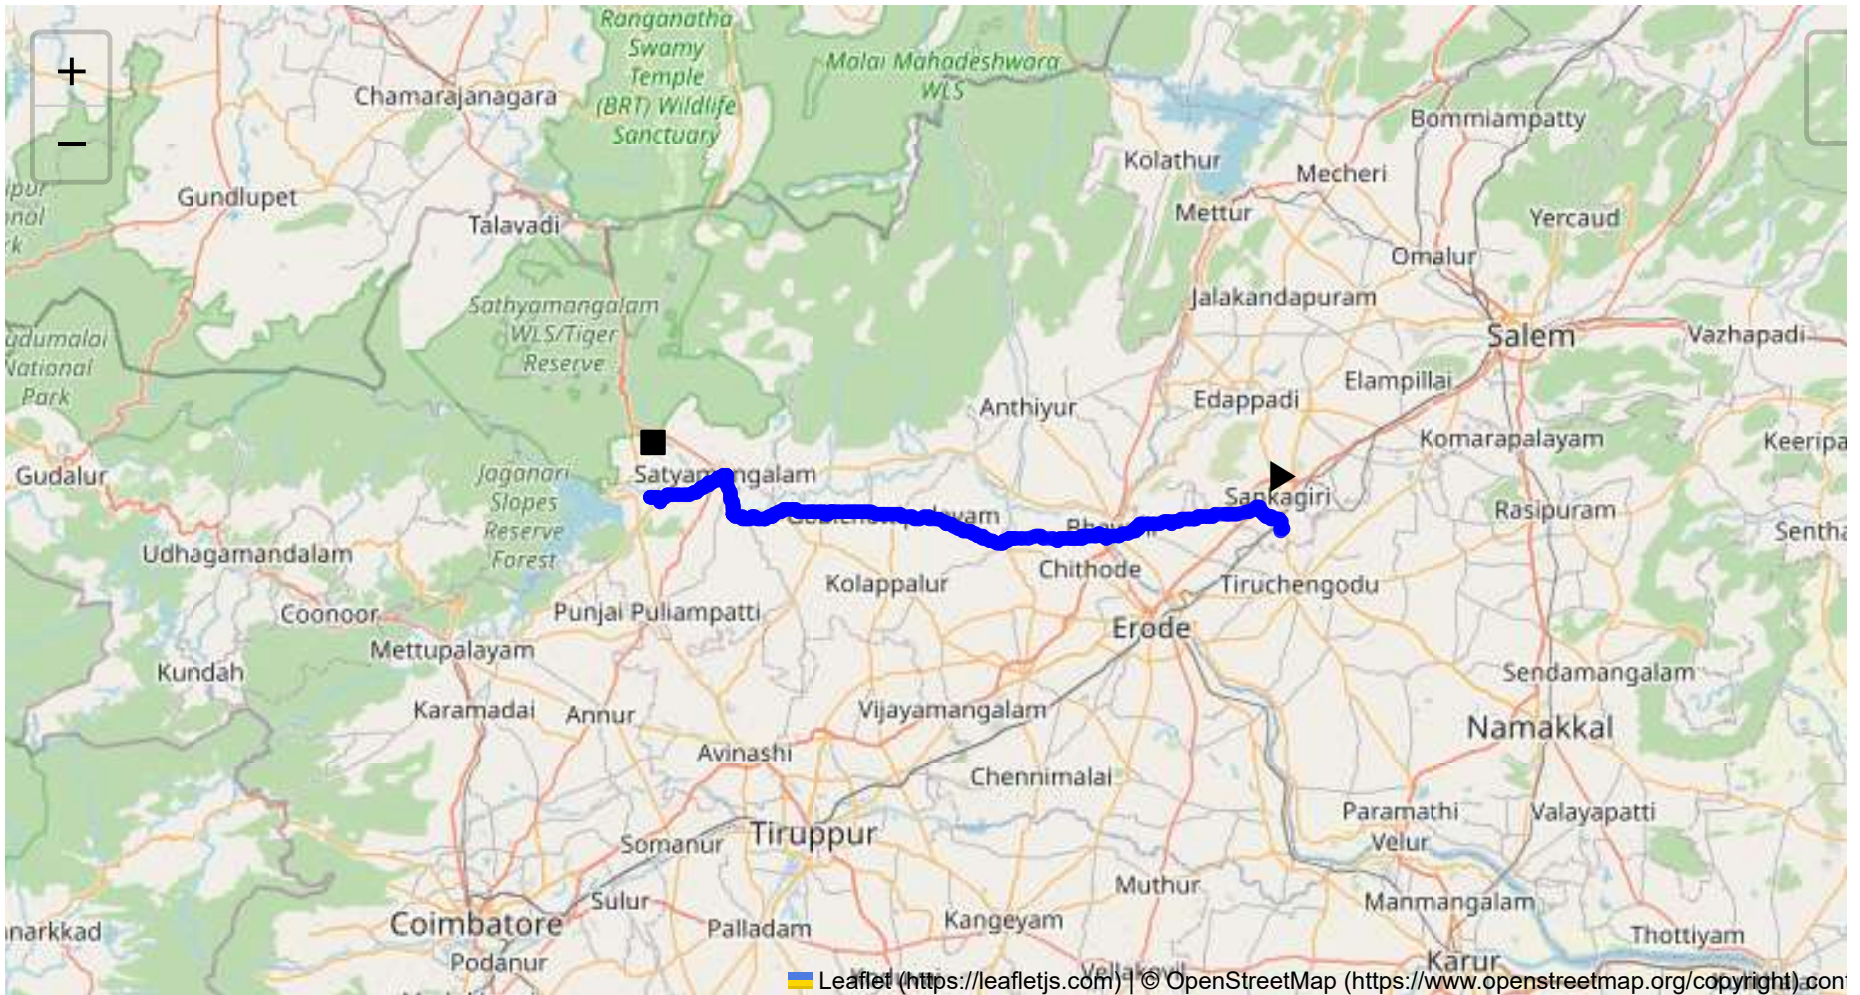 Ranganatha
Swamy
Temple
(BRT) Wildlife
Sanctuary
Malai Mahadeshwara
WLS
+
−
Chamarajanagara
Bommiampatty
Kolathur
Mecheri
Gundlupet
Talavadi
Mettur
Yercaud
Omalur
Sathyamangalam
WLS/Tiger
Reserve
Jalakandapuram
National
Park
Salem
Vazhapadi
Elampillai
Anthiyur
Edappadi
Komarapalayam
Gudalur
Jaganari
Slopes
Reserve
Forest
Satyamangalam
Sankagiri
Rasipuram
Udhagamandalam
Kolappalur
Chithode
Tiruchengodu
Coonoor
Punjai Puliampatti
Erode
Mettupalayam
Kundah
Sendamangalam
Karamadai
Annur
Vijayamangalam
Namakkal
Avinashi
Chennimalai
Tiruppur
Paramathi
Velur
Valayapatti
Somanur
Muthur
Sulur
Manmangalam
Coimbatore
Palladam
Kangeyam
Thottiyam
Podanur
Karur
Leaflet (https://leafletjs.com) | © OpenStreetMap (https://www.openstreetmap.org/copyright)